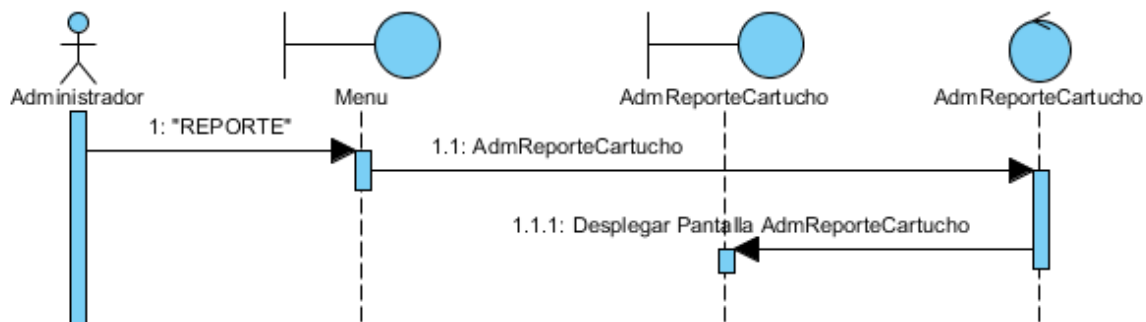 Administrador
Menu
AdmReporteCartucho
AdmReporteCartucho
1: "REPORTE"
1.1: AdmReporteCartucho
1.1.1: Desplegar Pantalla AdmReporteCartucho